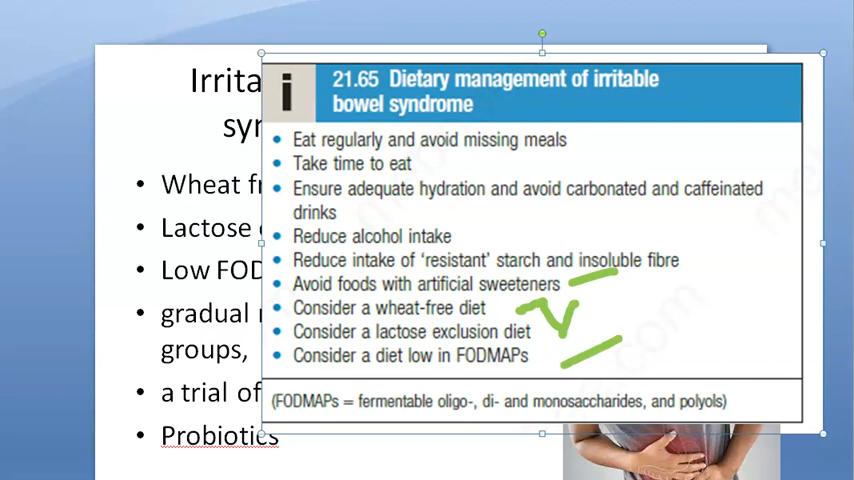 Irrita
syn
Wheat fr
Lactose
Low FOD
gradual
groups,
a trial of
Probiotics
i
21.65 Dietary management of irritable
bowel syndrome
Eat regularly and avoid missing meals
Take time to eat
Ensure adequate hydration and avoid carbonated and caffeinated
drinks
Reduce alcohol intake
Reduce intake of ‘resistant’ starch and insoluble fibre
Avoid foods with artificial sweeteners
Consider a wheat-free diet
Consider a lactose exclusion diet
Consider a diet low in FODMAPs
(FODMAPs = fermentable oligo-, di- and monosaccharides, and polyols)